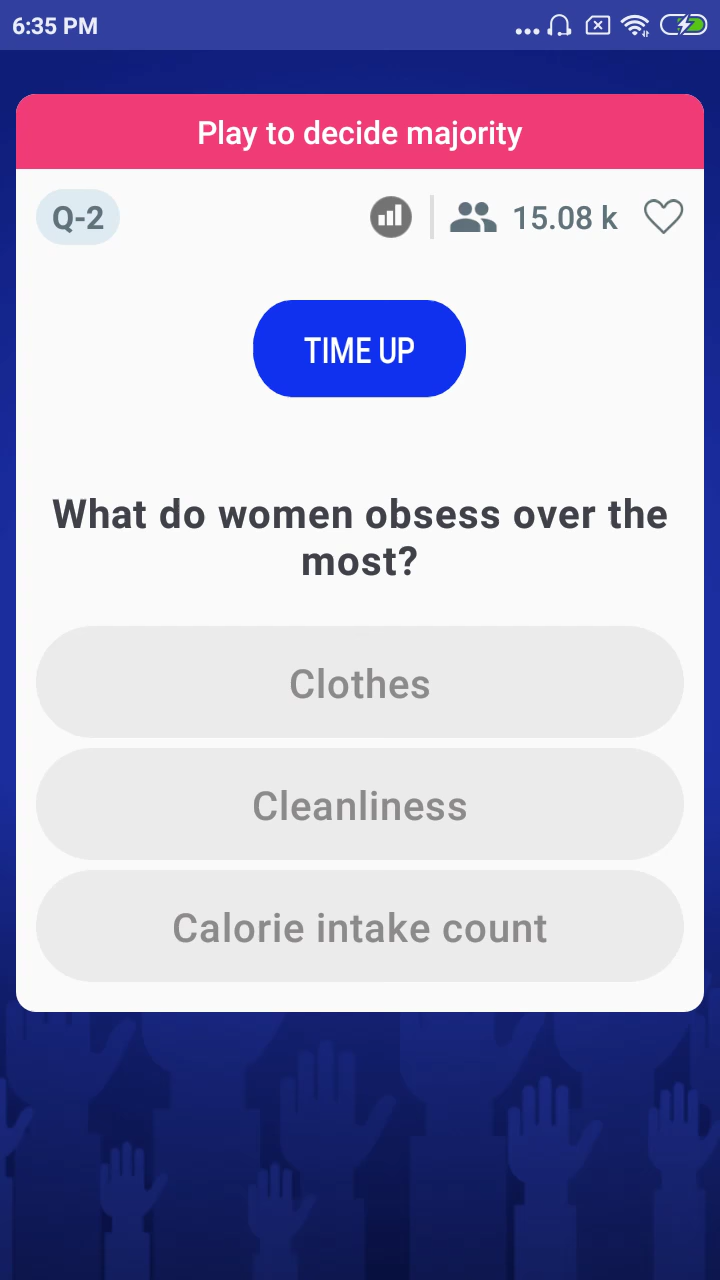 6:35 PM
Play to decide majority
Q-2
15.08 k
TIME UP
What do women obsess over the
most?
Clothes
Cleanliness
Calorie intake count